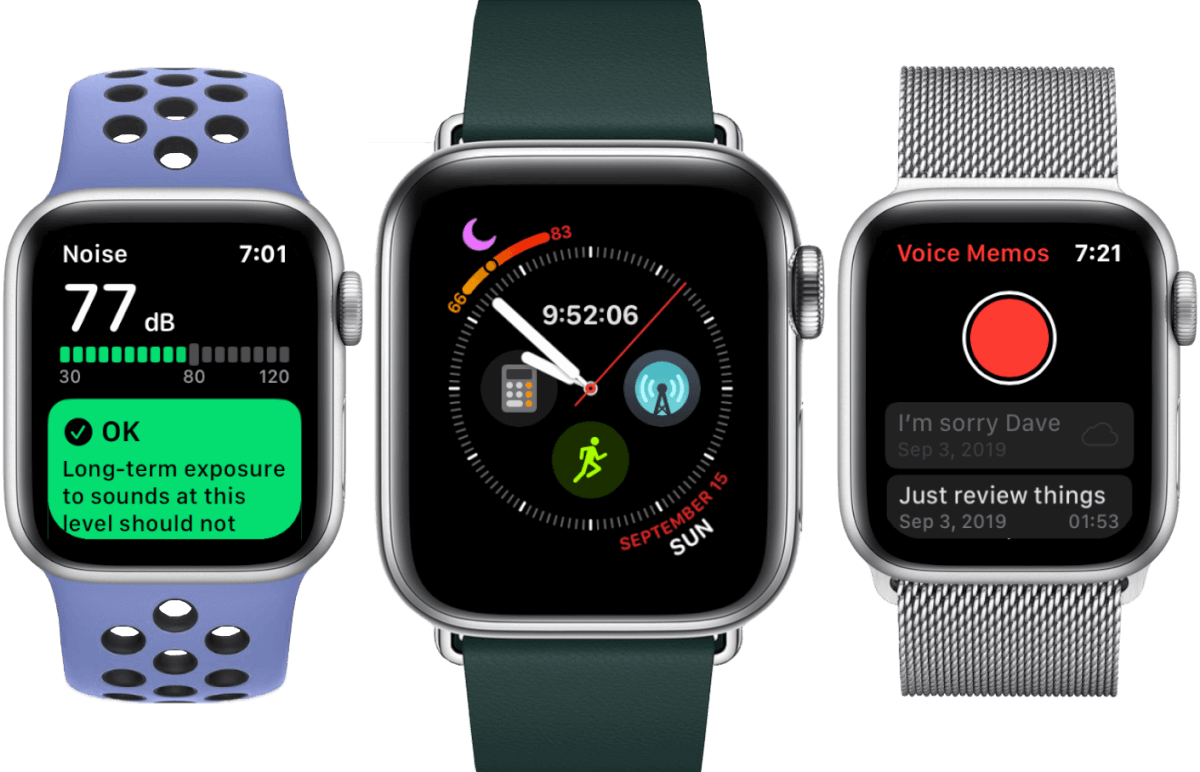 Noise 7:01
77 dB
30 80 120
OK
Long-term exposure
to sounds at this
level should not
83
66
9:52:06
SEPTEMBER 15
SUN
Voice Memos 7:21
I'm sorry Dave
Sep 3, 2019
Just review things
Sep 3, 2019 01:53